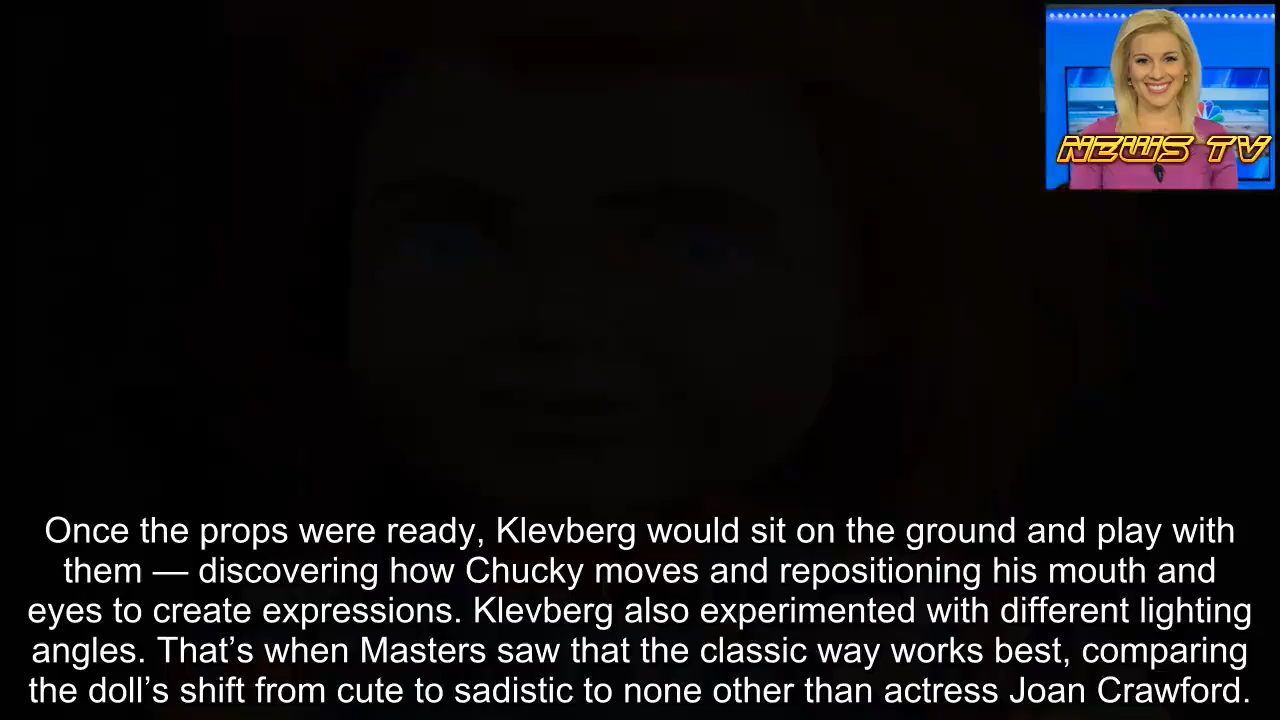 NEWS TV
Once the props were ready, Klevberg would sit on the ground and play with
them — discovering how Chucky moves and repositioning his mouth and
eyes to create expressions. Klevberg also experimented with different lighting
angles. That’s when Masters saw that the classic way works best, comparing
the doll’s shift from cute to sadistic to none other than actress Joan Crawford.